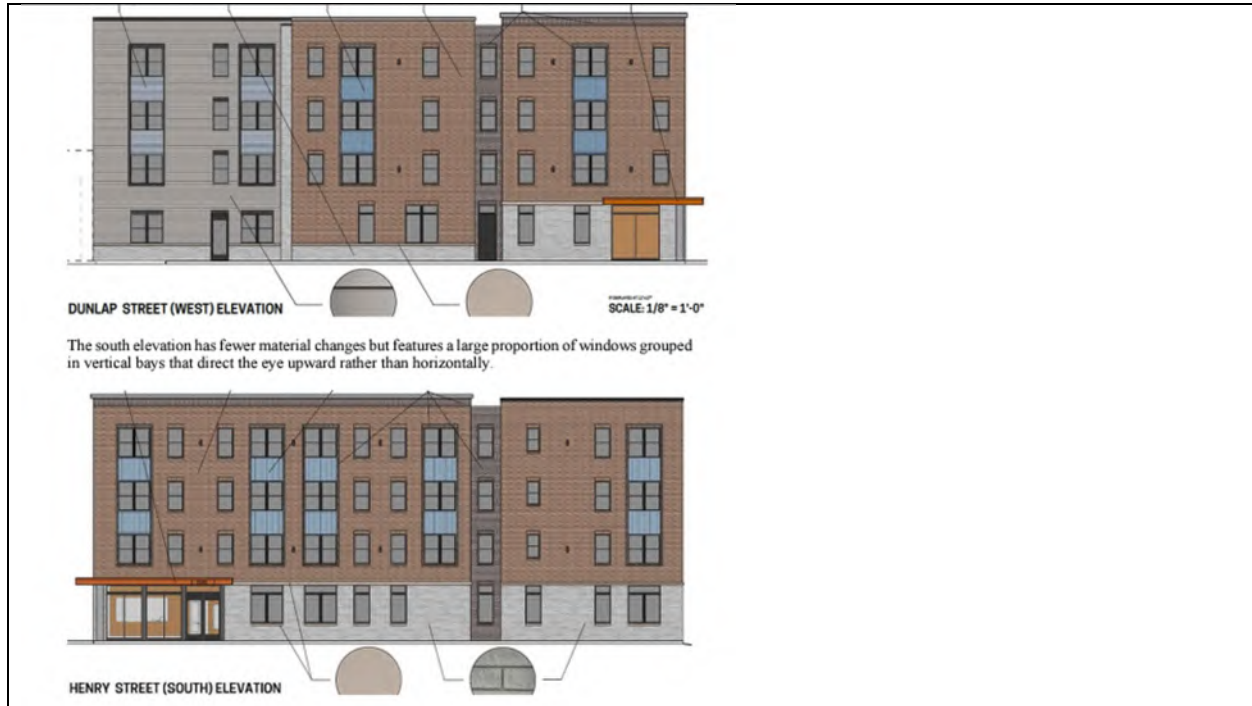 DUNLAP STREET (WEST) ELEVATION
SCALE: 1/8" = 1'-0"
The south elevation has fewer material changes but features a large proportion of windows grouped
in vertical bays that direct the eye upward rather than horizontally.
HENRY STREET (SOUTH) ELEVATION